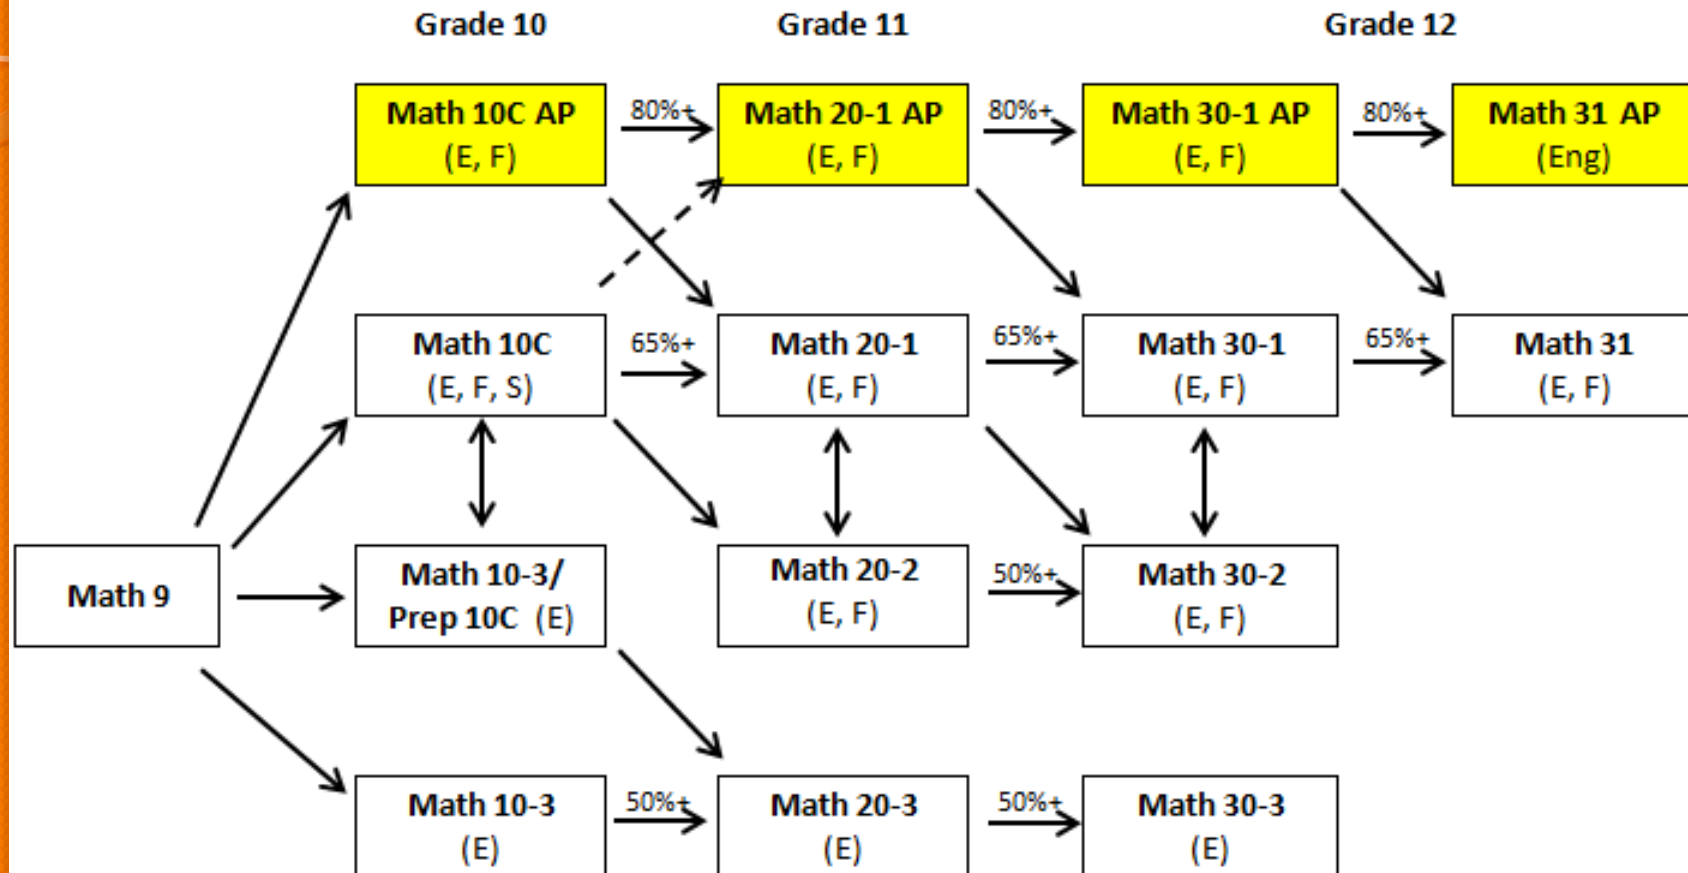 Grade 10
Grade 11
Grade 12
Math 10C AP
(E, F)
80%+
Math 20-1 AP
(E, F)
80%+
Math 30-1 AP
(E, F)
80%+
Math 31 AP
(Eng)
Math 10C
(E, F, S)
65%+
Math 20-1
(E, F)
65%+
Math 30-1
(E, F)
65%+
Math 31
(E, F)
Math 9
Math 10-3/
Prep 10C (E)
Math 20-2
(E, F)
50%+
Math 30-2
(E, F)
Math 10-3
(E)
50%+
Math 20-3
(E)
50%+
Math 30-3
(E)